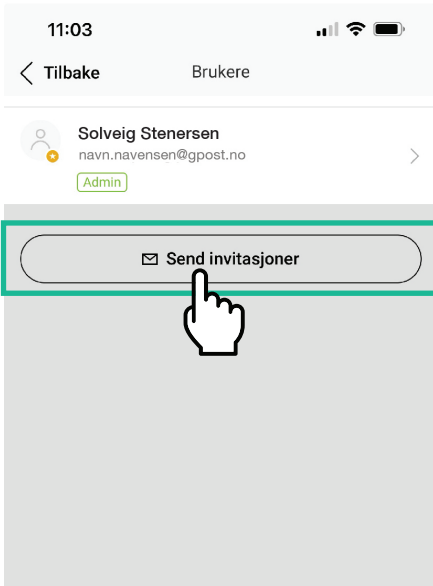 11:03
Tilbake
Brukere
Solveig Stenersen
navn.navensen@gpost.no
Admin
Send invitasjoner